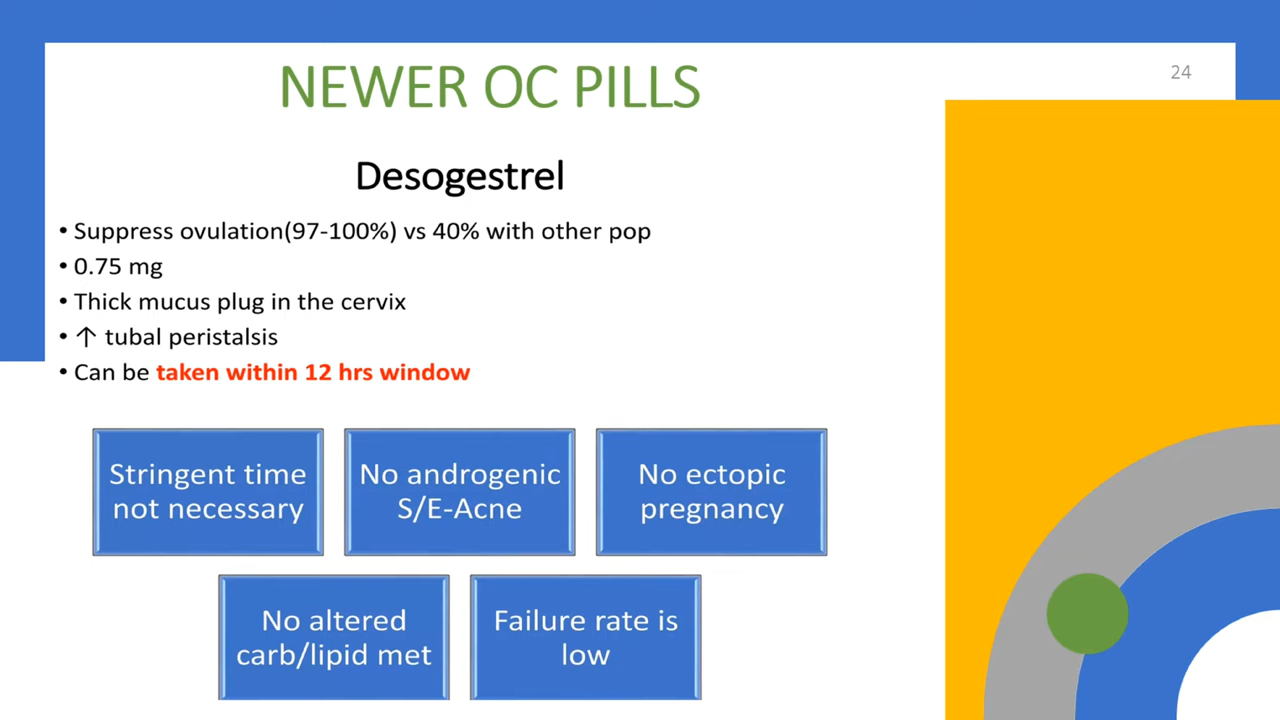 NEWER OC PILLS
24
Desogestrel
• Suppress ovulation(97-100%) vs 40% with other pop
• 0.75 mg
• Thick mucus plug in the cervix
• ↑ tubal peristalsis
• Can be taken within 12 hrs window
Stringent time
not necessary
No androgenic
S/E-Acne
No ectopic
pregnancy
No altered
carb/lipid met
Failure rate is
low